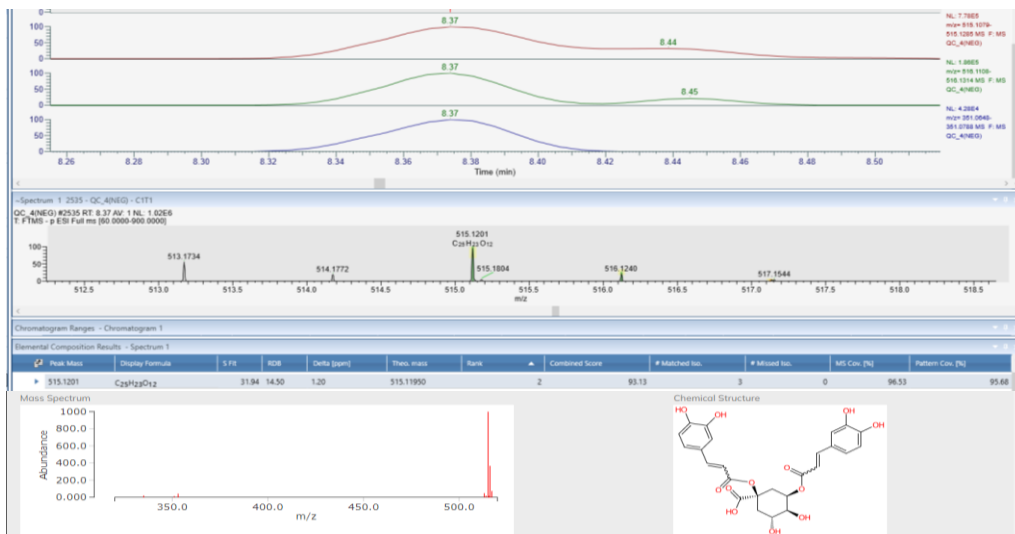 0
8.37
NL: 7.78E5
m/z= 515.1079-
515.1285 MS F: MS
QC_4(NEG)
100
50
0
8.44
8.37
NL: 1.86E5
m/z= 516.1108-
516.1314 MS F: MS
QC_4(NEG)
100
50
0
8.45
8.37
NL: 4.28E4
m/z= 351.0648-
351.0788 MS F: MS
QC_4(NEG)
100
50
0
8.26 8.28 8.30 8.32 8.34 8.36 8.38 8.40 8.42 8.44 8.46 8.48 8.50
Time (min)
Spectrum 1 2535 - QC_4(NEG) - C1T1
QC_4(NEG) #2535 RT: 8.37 AV: 1 NL: 1.02E6
T: FTMS - p ESI Full ms [60.0000-900.0000]
100
50
0
513.1734
514.1772
515.1201
C25H23O12
515.1804
516.1240
517.1544
512.5 513.0 513.5 514.0 514.5 515.0 515.5 516.0 516.5 517.0 517.5 518.0 518.5
m/z
Chromatogram Ranges - Chromatogram 1
Elemental Composition Results - Spectrum 1
Peak Mass Display Formula S Fit RDB Delta [ppm] Theo. mass Rank Combined Score # Matched Iso. # Missed Iso. MS Cov. [%] Pattern Cov. [%]
515.1201 C25H23O12 31.94 14.50 1.20 515.11950 2 93.13 3 0 96.53 95.68
Mass Spectrum
Abundance
1000
800.0
600.0
400.0
200.0
0.000
350.0 400.0 450.0 500.0
m/z
Chemical Structure
HO
OH
OH
OH
O
O
O
O
O
HO
OH
OH